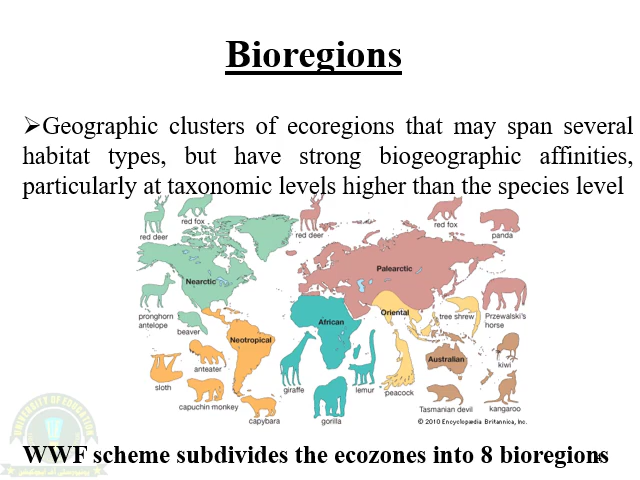 Bioregions
➢Geographic clusters of ecoregions that may span several
habitat types, but have strong biogeographic affinities,
particularly at taxonomic levels higher than the species level
red deer
red fox
red deer
red fox
panda
Nearctic
Palearctic
pronghorn
antelope
beaver
African
Oriental
tree shrew
Przewalski's
horse
Neotropical
sloth
anteater
capuchin monkey
capybara
giraffe
gorilla
lemur
peacock
Australian
kiwi
Tasmanian devil
kangaroo
© 2010 Encyclopædia Britannica, Inc.
UNIVERSITY OF EDUCATION
WWF scheme subdivides the ecozones into 8 bioregions